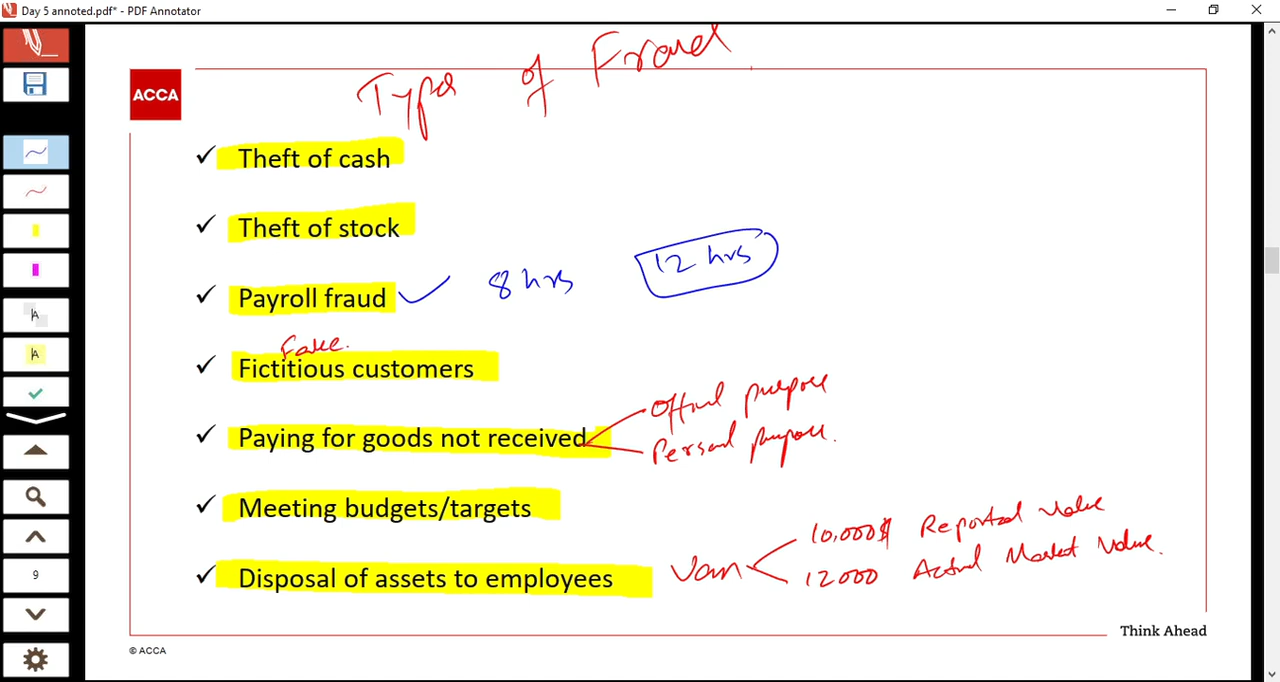 Day 5 annoted.pdf* - PDF Annotator
Types of Fraud
ACCA
✓ Theft of cash
✓ Theft of stock
8 hrs 12 hrs
✓ Payroll fraud
Fake.
✓ Fictitious customers
Official purpose
✓ Paying for goods not received
Personal purpose.
✓ Meeting budgets/targets
10,000$ Reported value
✓ Disposal of assets to employees Van
12000 Actual Market value.
9
Think Ahead
© ACCA